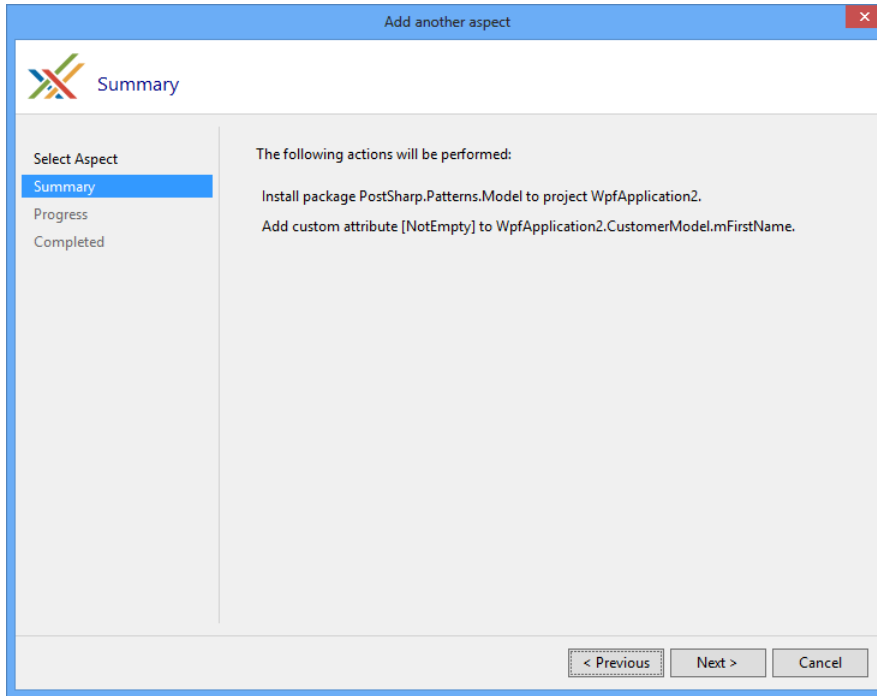 Add another aspect
Summary
Select Aspect
Summary
Progress
Completed
The following actions will be performed:
Install package PostSharp.Patterns.Model to project WpfApplication2.
Add custom attribute [NotEmpty] to WpfApplication2.CustomerModel.mFirstName.
< Previous
Next >
Cancel